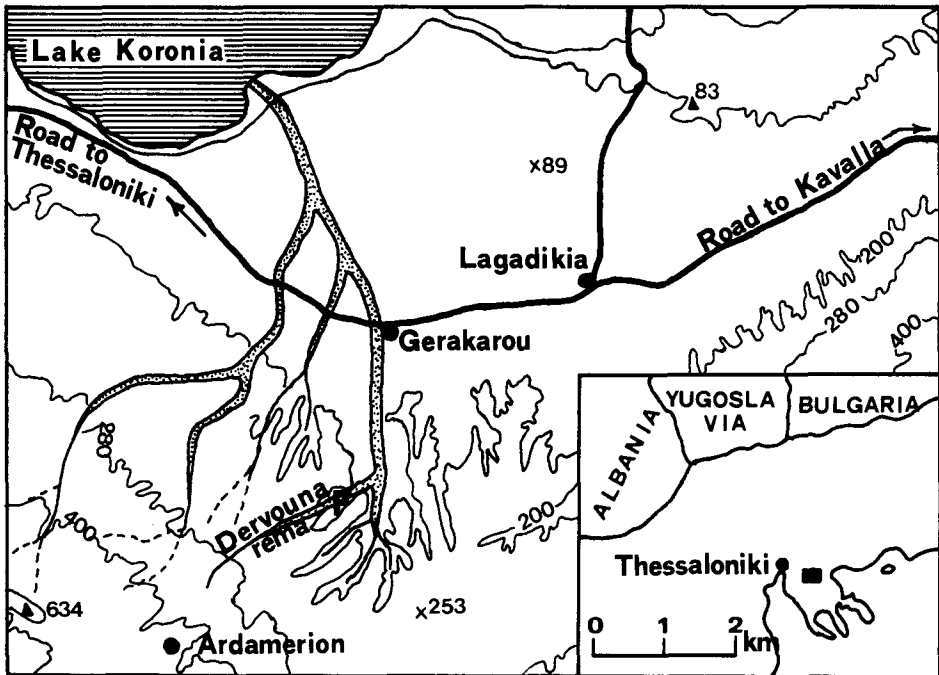 Lake Koronia
83
Road to
Thessaloniki
x89
Road to Kavalla
Lagadikia
200
280
400
Gerakarou
280
400
Dervouna
rema
P
200
634
x253
Ardamerion
ALBANIA
YUGOSLA
VIA
BULGARIA
Thessaloniki
0 1 2
km